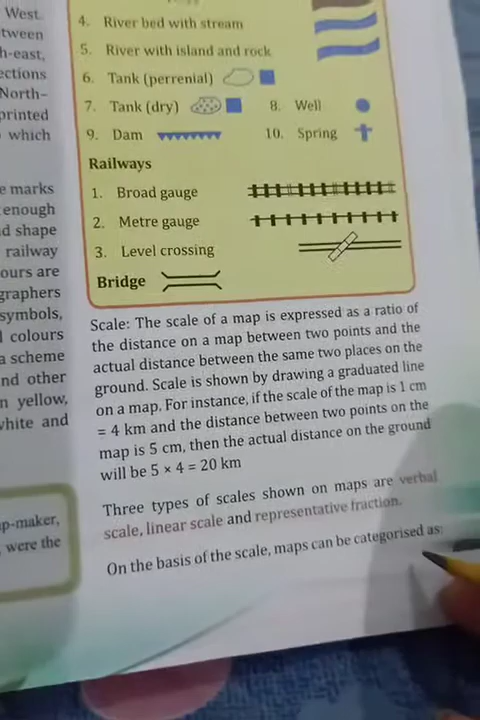 West.
tween
h-east,
ections
North-
printed
which
e marks
enough
d shape
railway
ours are
graphers
symbols,
l colours
a scheme
nd other
n yellow,
white and
p-maker,
were the
4. River bed with stream
5. River with island and rock
6. Tank (perrenial)
7. Tank (dry) 8. Well
9. Dam 10. Spring
Railways
1. Broad gauge
2. Metre gauge
3. Level crossing
Bridge
Scale: The scale of a map is expressed as a ratio of
the distance on a map between two points and the
actual distance between the same two places on the
ground. Scale is shown by drawing a graduated line
on a map. For instance, if the scale of the map is 1 cm
= 4 km and the distance between two points on the
map is 5 cm, then the actual distance on the ground
will be 5 × 4 = 20 km
Three types of scales shown on maps are verbal
scale, linear scale and representative fraction.
On the basis of the scale, maps can be categorised as: